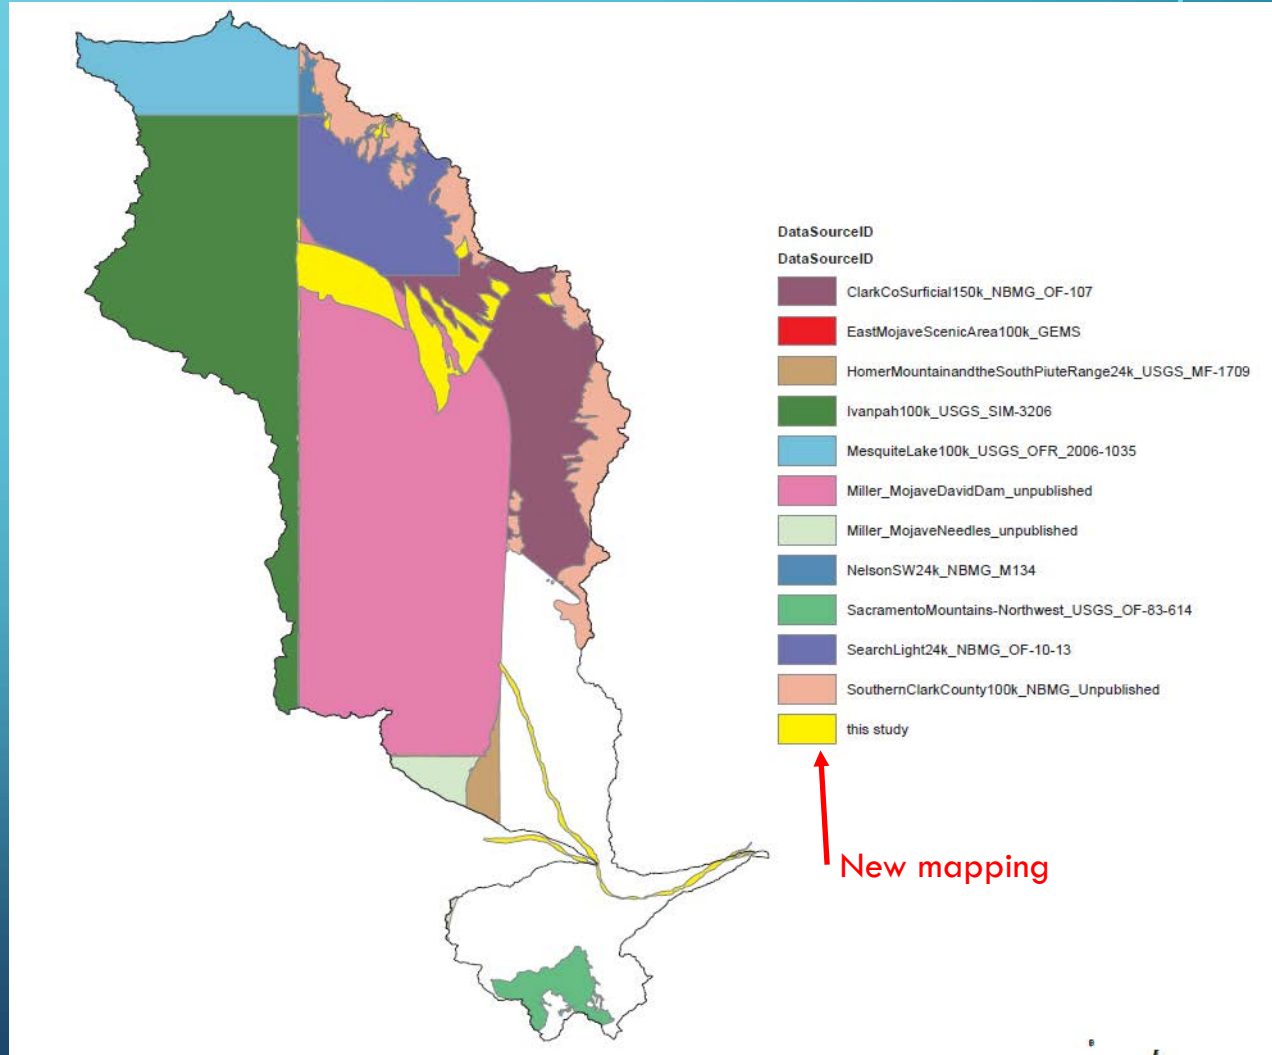 DataSourceID
DataSourceID
ClarkCoSurficial150k_NBMG_OF-107
EastMojaveScenicArea100k_GEMS
HomerMountainandtheSouthPiuteRange24k_USGS_MF-1709
Ivanpah100k_USGS_SIM-3206
MesquiteLake100k_USGS_OFR_2006-1035
Miller_MojaveDavidDam_unpublished
Miller_MojaveNeedles_unpublished
NelsonSW24k_NBMG_M134
SacramentoMountains-Northwest_USGS_OF-83-614
SearchLight24k_NBMG_OF-10-13
SouthernClarkCounty100k_NBMG_Unpublished
this study
New mapping